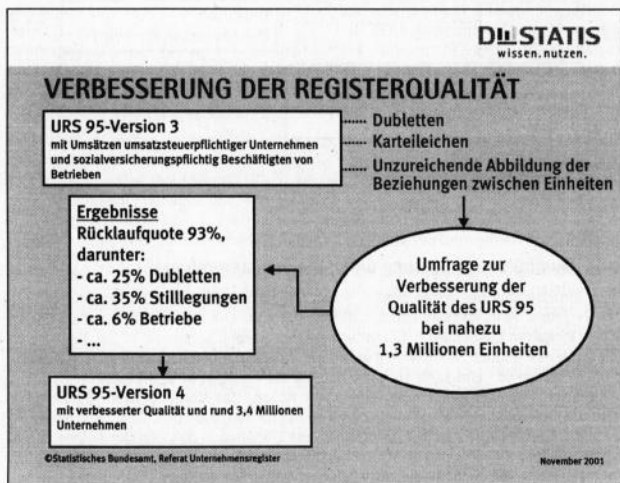 DESTATIS
wissen.nutzen.
VERBESSERUNG DER REGISTERQUALITÄT
URS 95-Version 3
mit Umsätzen umsatzsteuerpflichtiger Unternehmen
und sozialversicherungspflichtig Beschäftigten von
Betrieben
Dubletten
Karteileichen
Unzureichende Abbildung der
Beziehungen zwischen Einheiten
Ergebnisse
Rücklaufquote 93%,
darunter:
- ca. 25% Dubletten
- ca. 35% Stilllegungen
- ca. 6% Betriebe
- ...
Umfrage zur
Verbesserung der
Qualität des URS 95
bei nahezu
1,3 Millionen Einheiten
URS 95-Version 4
mit verbesserter Qualität und rund 3,4 Millionen
Unternehmen
©Statistisches Bundesamt, Referat Unternehmensregister
November 2001